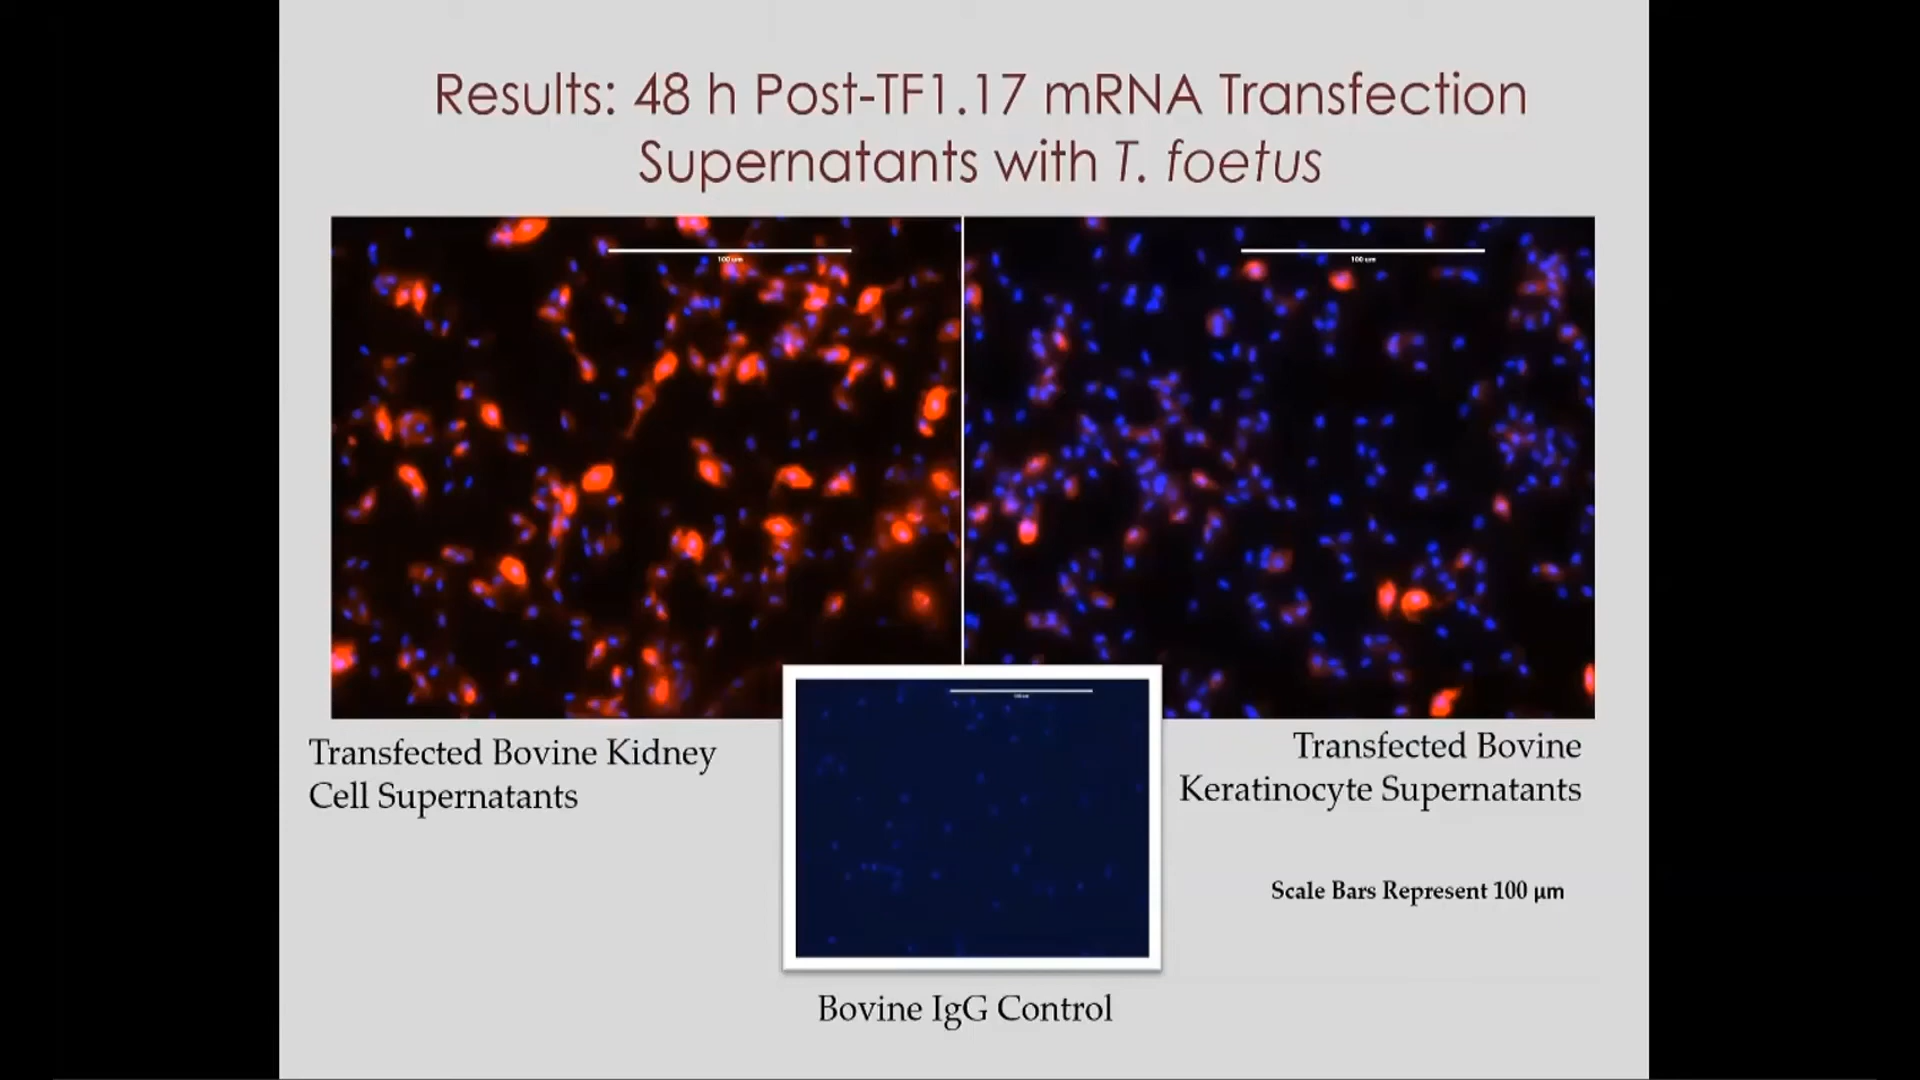 Results: 48 h Post-TF1.17 mRNA Transfection
Supernatants with T. foetus
100 um
100 um
Transfected Bovine Kidney
Cell Supernatants
Transfected Bovine
Keratinocyte Supernatants
Scale Bars Represent 100 µm
Bovine IgG Control